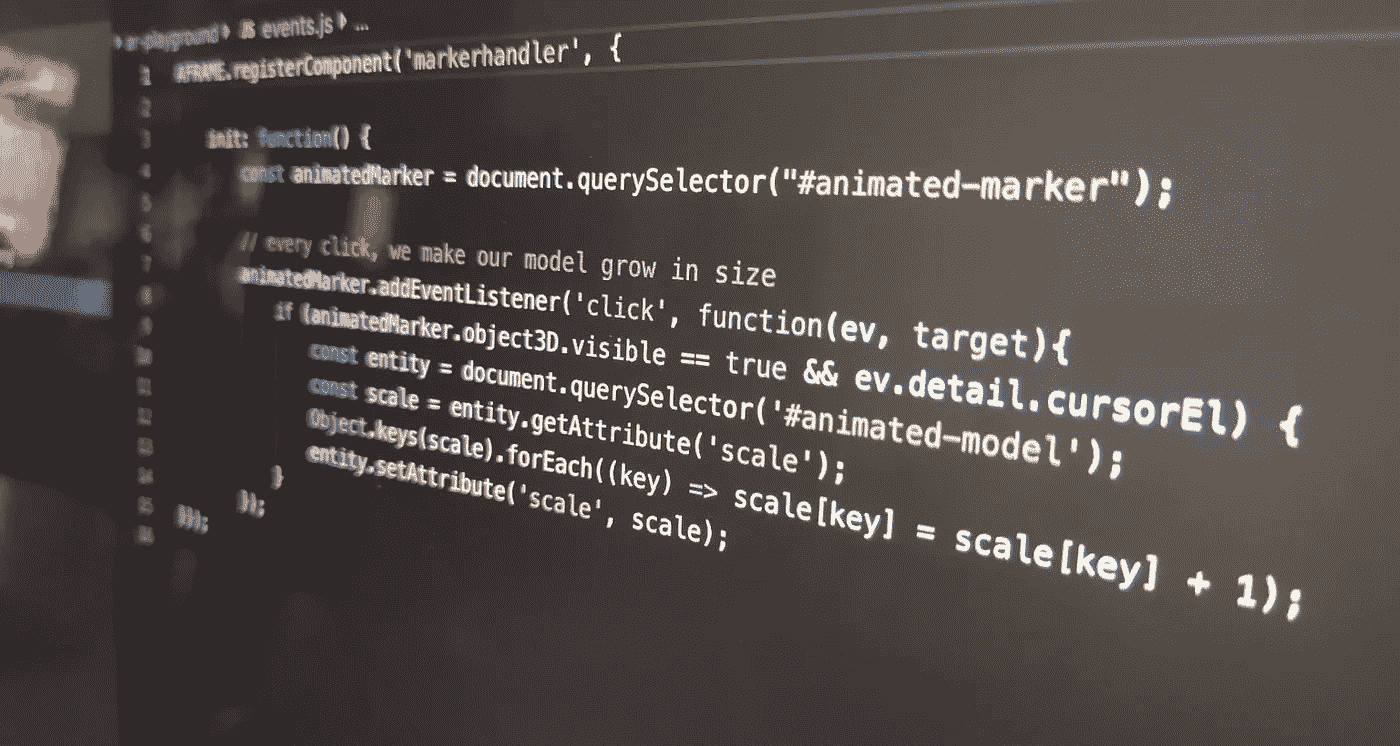 ar-playground JS events.js ...
1 AFRAME.registerComponent('markerhandler', {
2
3 init: function() {
4 const animatedMarker = document.querySelector("#animated-marker");
5
6 // every click, we make our model grow in size
7 animatedMarker.addEventListener('click', function(ev, target){
8 if (animatedMarker.object3D.visible == true && ev.detail.cursorEl) {
9 const entity = document.querySelector('#animated-model');
10 const scale = entity.getAttribute('scale');
11 Object.keys(scale).forEach((key) => scale[key] = scale[key] + 1);
12 entity.setAttribute('scale', scale);
13 }
14 });
15 }});
16